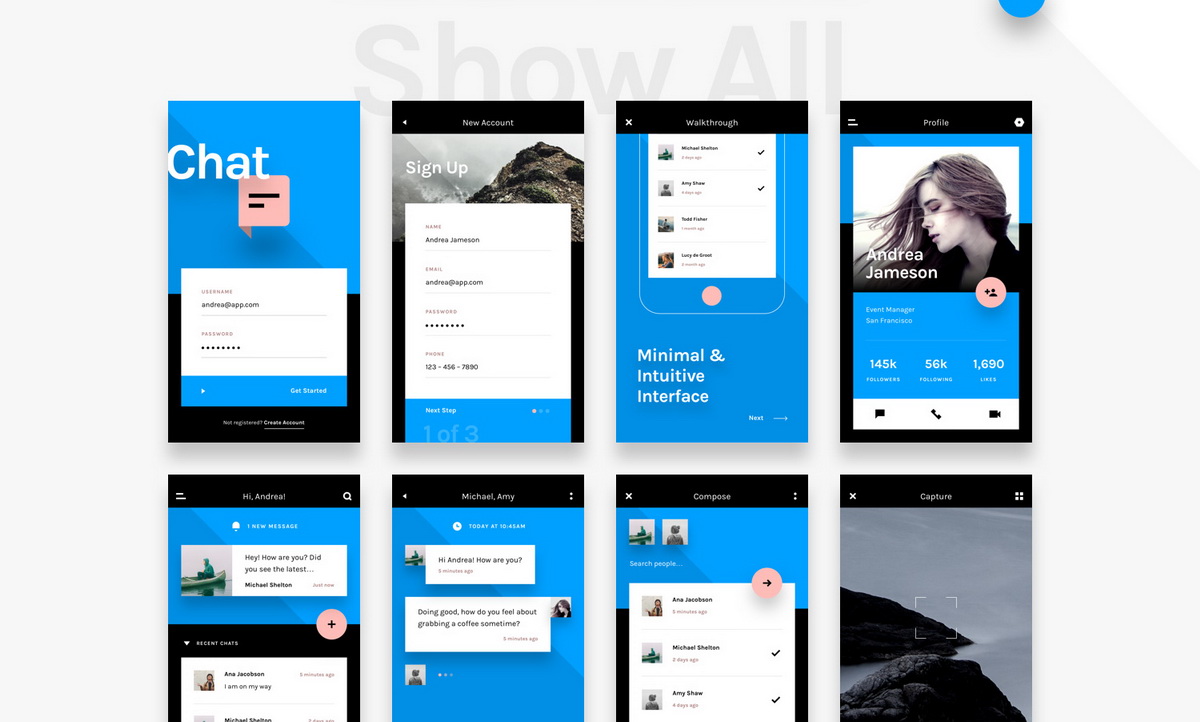 Show All
Chat
USERNAME
andrea@app.com
PASSWORD
Get Started
Not registered? Create Account
New Account
Sign Up
NAME
Andrea Jameson
EMAIL
andrea@app.com
PASSWORD
PHONE
123 - 456 - 7890
Next Step
1 of 3
Walkthrough
Michael Shelton
2 days ago
Amy Shaw
4 days ago
Todd Fisher
1 month ago
Lucy de Groot
2 month ago
Minimal &
Intuitive
Interface
Next
Profile
Andrea
Jameson
Event Manager
San Francisco
145k 56k 1,690
FOLLOWERS FOLLOWING LIKES
Hi, Andrea!
1 NEW MESSAGE
Hey! How are you? Did
you see the latest...
Michael Shelton Just now
RECENT CHATS
Ana Jacobson 5 minutes ago
I am on my way
Michael Shelton 2 days ago
Michael, Amy
TODAY AT 10:45AM
Hi Andrea! How are you?
5 minutes ago
Doing good, how do you feel about
grabbing a coffee sometime?
5 minutes ago
Compose
Search people...
Ana Jacobson
5 minutes ago
Michael Shelton
2 days ago
Amy Shaw
4 days ago
Capture